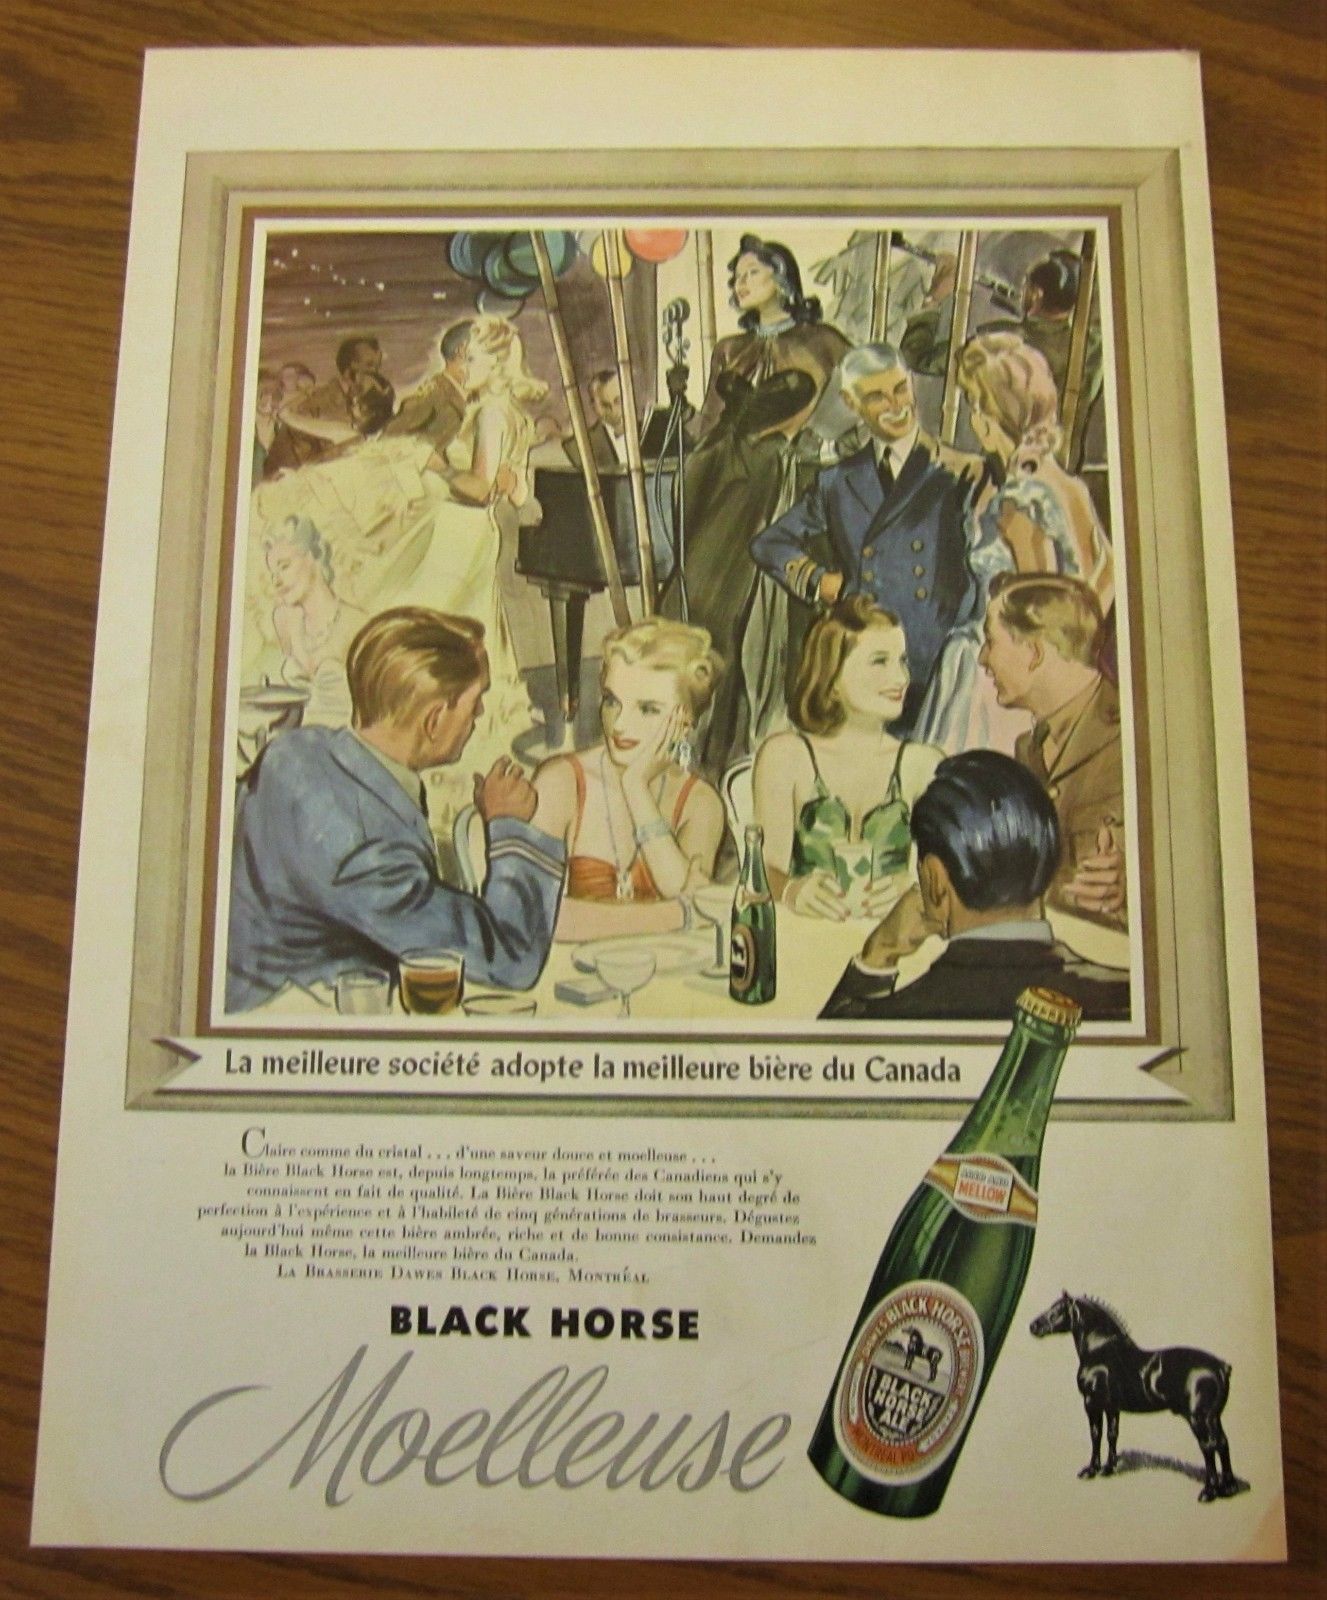 La meilleure société adopte la meilleure bière du Canada
Claire comme du cristal . . . d'une saveur douce et moelleuse . . .
la Bière Black Horse est, depuis longtemps, la préférée des Canadiens qui s'y
connaissent en fait de qualité. La Bière Black Horse doit son haut degré de
perfection à l'expérience et à l'habileté de cinq générations de brasseurs. Dégustez
aujourd'hui même cette bière ambrée, riche et de bonne consistance. Demandez
la Black Horse, la meilleure bière du Canada.
LA BRASSERIE DAWES BLACK HORSE, MONTRÉAL
BLACK HORSE
Moelleuse
MELLOW
DAWES BLACK HORSE
BLACK
HORSE
ALE
MONTREAL P.Q.